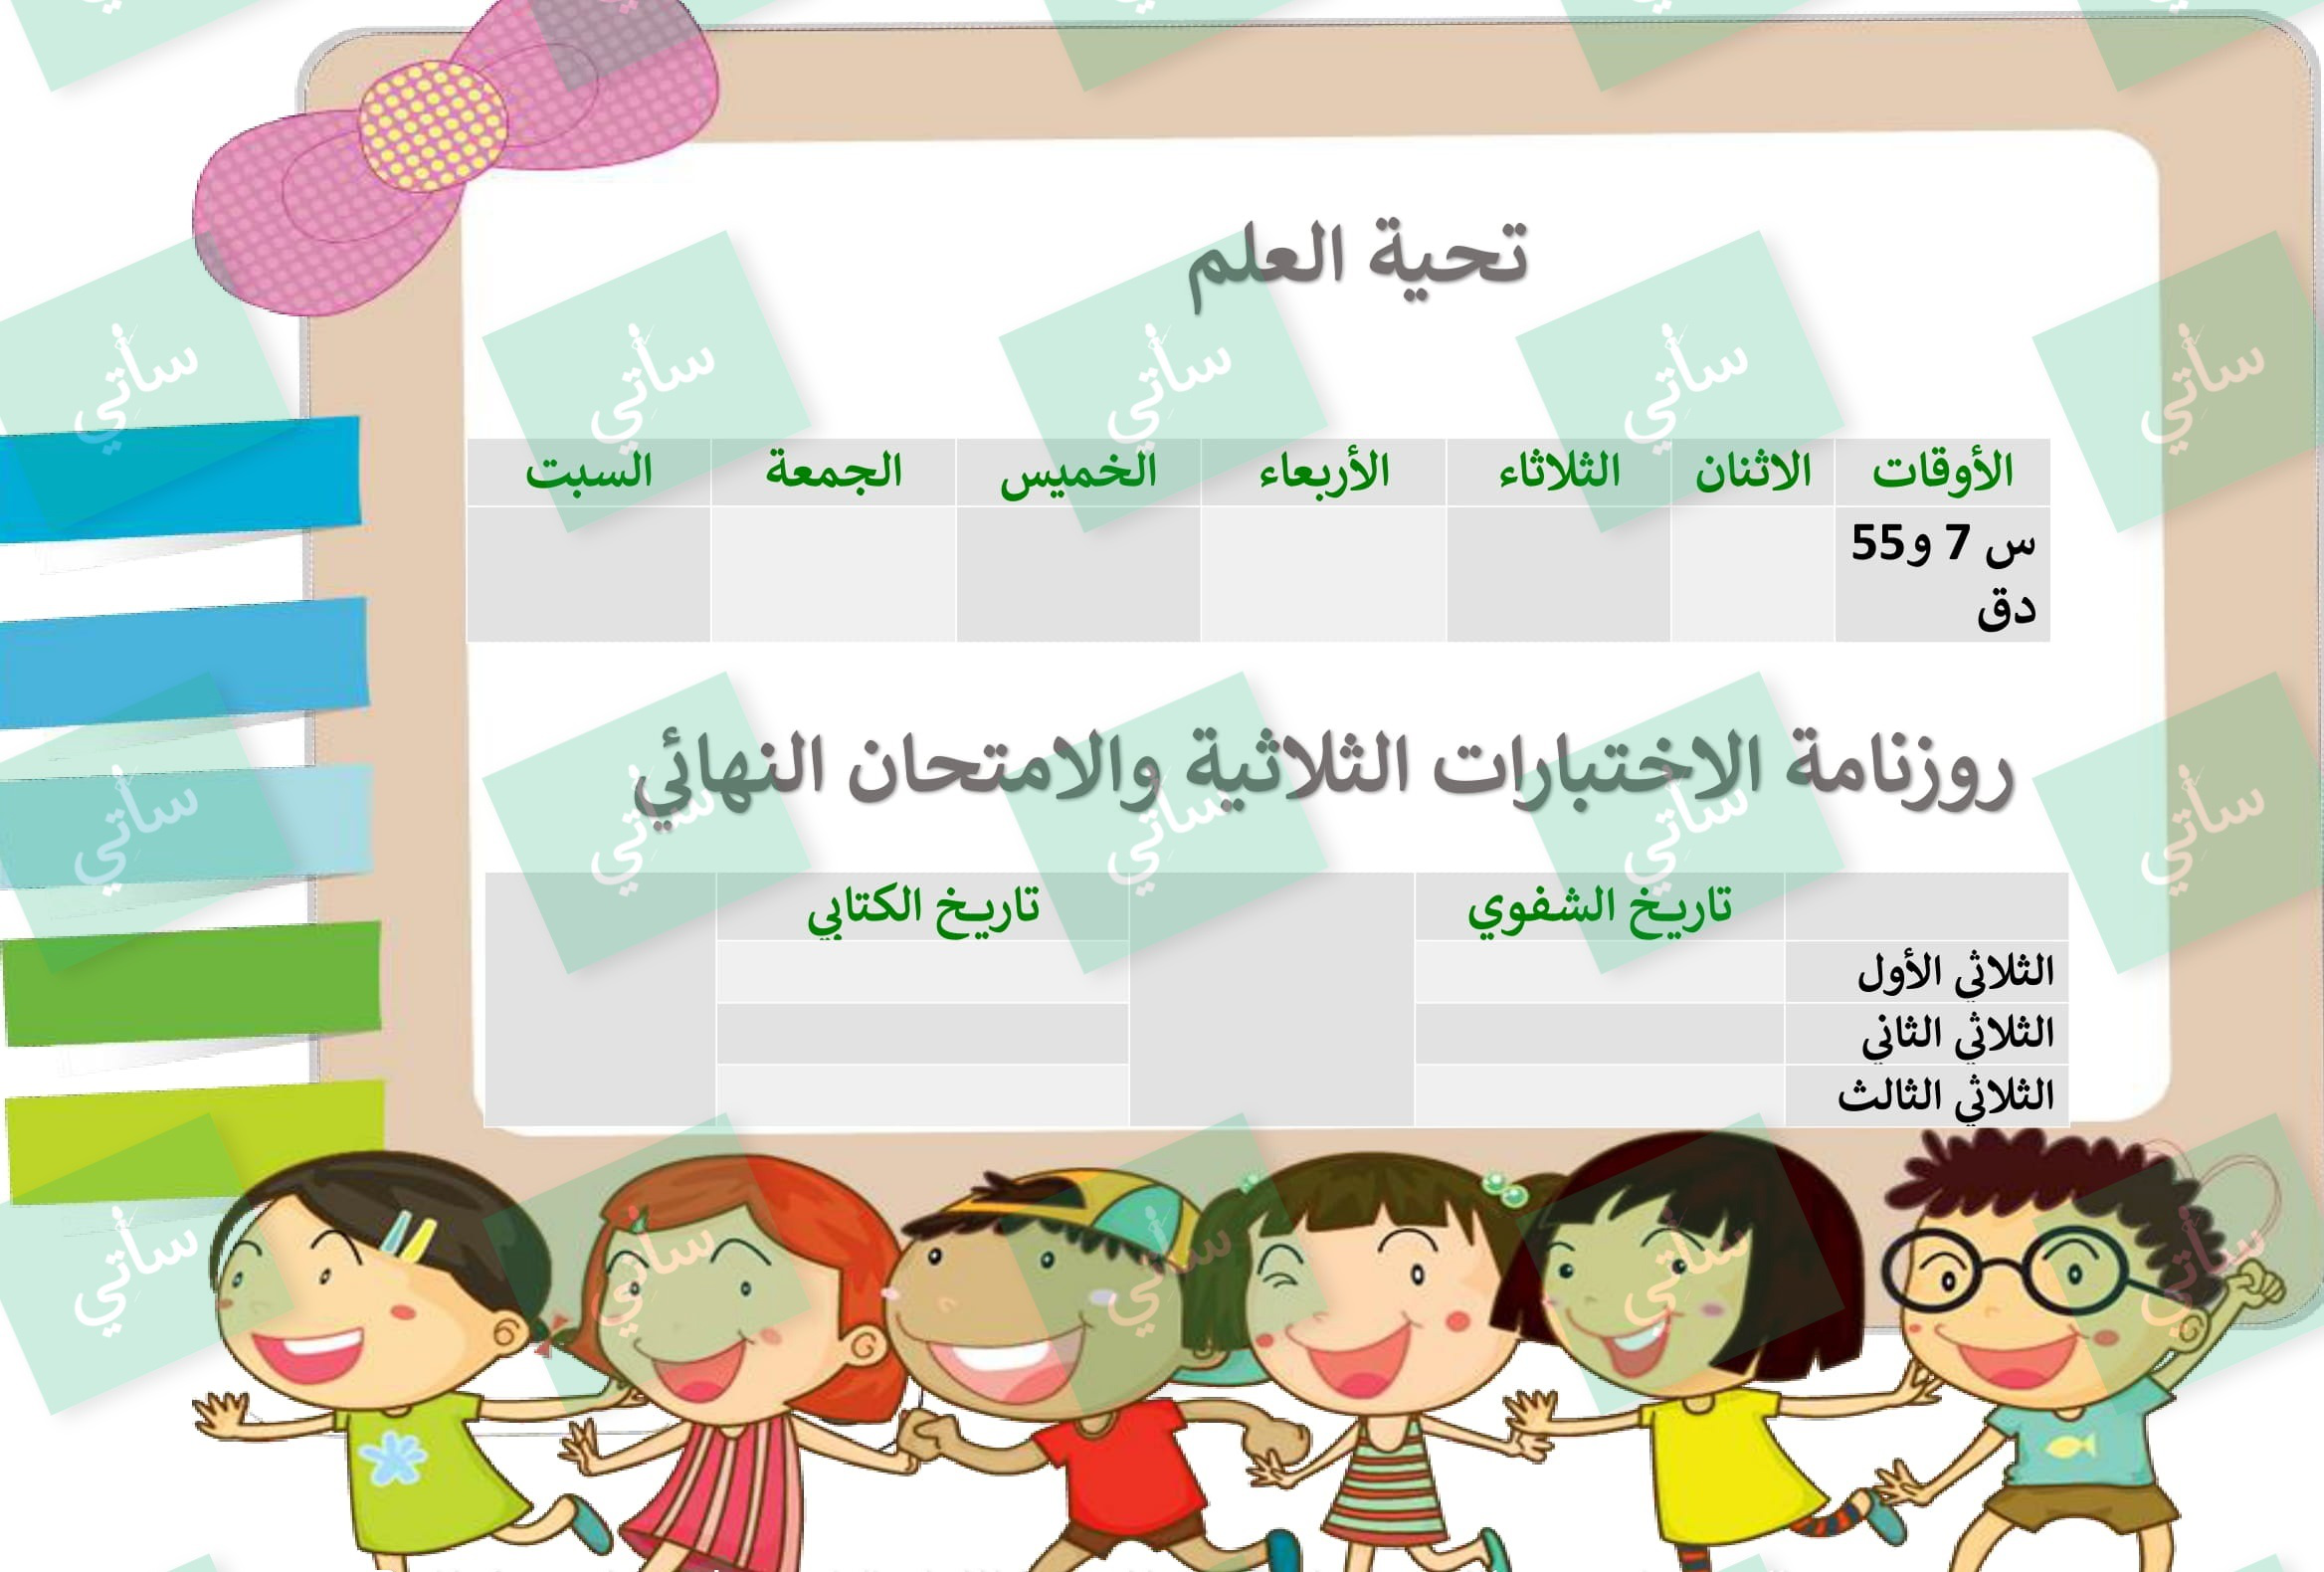 تحية العلم
الأوقات الاثنان الثلاثاء الأربعاء الخميس الجمعة السبت
س 7 و55
دق
روزنامة الاختبارات الثلاثية والامتحان النهائي
تاريخ الشفوي تاريخ الكتابي
الثلاثي الأول
الثلاثي الثاني
الثلاثي الثالث
ساتي